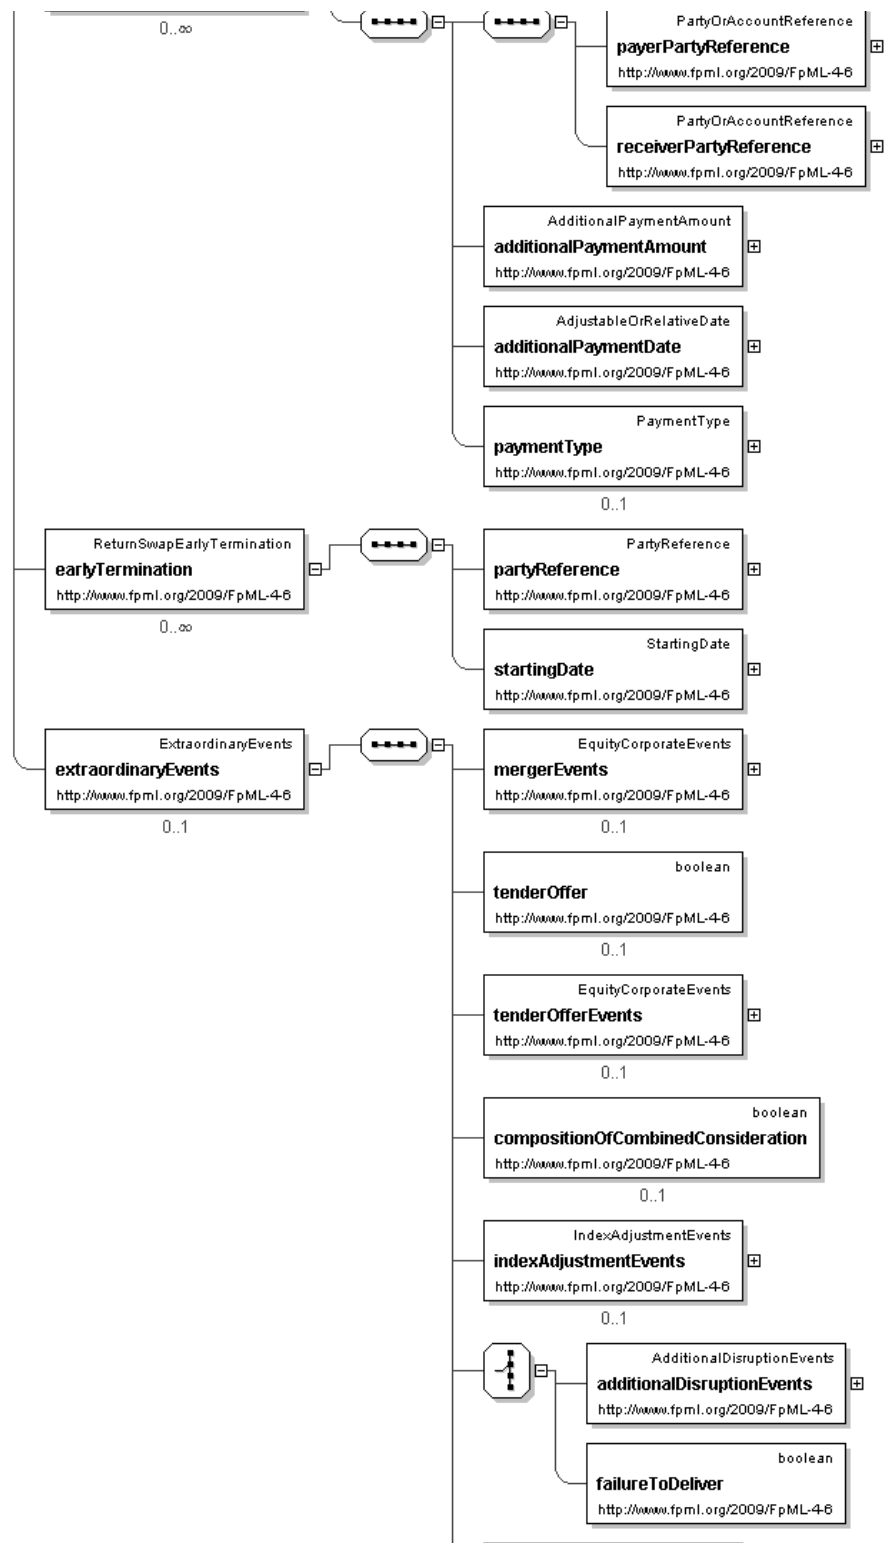 0..∞
PartyOrAccountReference
payerPartyReference
http://www.fpml.org/2009/FpML-4-6
PartyOrAccountReference
receiverPartyReference
http://www.fpml.org/2009/FpML-4-6
AdditionalPaymentAmount
additionalPaymentAmount
http://www.fpml.org/2009/FpML-4-6
AdjustableOrRelativeDate
additionalPaymentDate
http://www.fpml.org/2009/FpML-4-6
PaymentType
paymentType
http://www.fpml.org/2009/FpML-4-6
0..1
ReturnSwapEarlyTermination
earlyTermination
http://www.fpml.org/2009/FpML-4-6
0..∞
PartyReference
partyReference
http://www.fpml.org/2009/FpML-4-6
StartingDate
startingDate
http://www.fpml.org/2009/FpML-4-6
ExtraordinaryEvents
extraordinaryEvents
http://www.fpml.org/2009/FpML-4-6
0..1
EquityCorporateEvents
mergerEvents
http://www.fpml.org/2009/FpML-4-6
0..1
boolean
tenderOffer
http://www.fpml.org/2009/FpML-4-6
0..1
EquityCorporateEvents
tenderOfferEvents
http://www.fpml.org/2009/FpML-4-6
0..1
boolean
compositionOfCombinedConsideration
http://www.fpml.org/2009/FpML-4-6
0..1
IndexAdjustmentEvents
indexAdjustmentEvents
http://www.fpml.org/2009/FpML-4-6
0..1
AdditionalDisruptionEvents
additionalDisruptionEvents
http://www.fpml.org/2009/FpML-4-6
boolean
failureToDeliver
http://www.fpml.org/2009/FpML-4-6